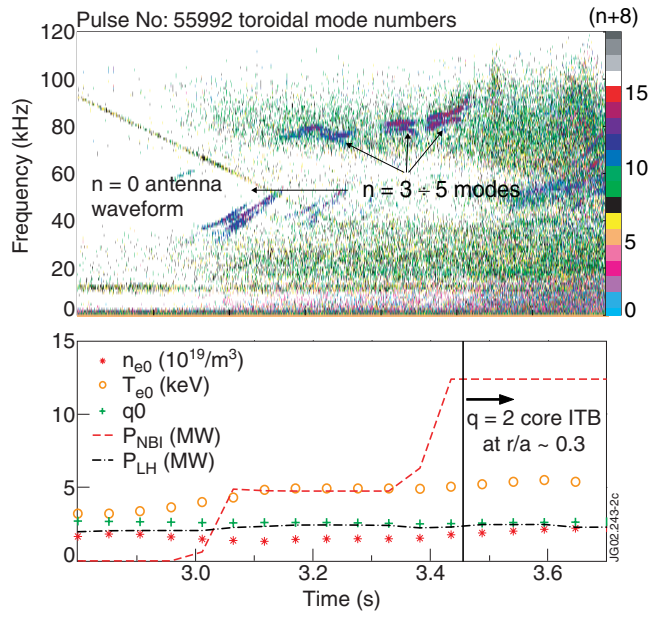 Pulse No: 55992 toroidal mode numbers
(n+8)
120
100
80
60
40
20
0
Frequency (kHz)
n = 0 antenna
waveform
n = 3 ÷ 5 modes
15
10
5
0
15
10
5
0
* n_e0 (10^19/m^3)
o T_e0 (keV)
+ q0
P_NBI (MW)
P_LH (MW)
q = 2 core ITB
at r/a ~ 0.3
JG02.243-2c
3.0
3.2
3.4
3.6
Time (s)